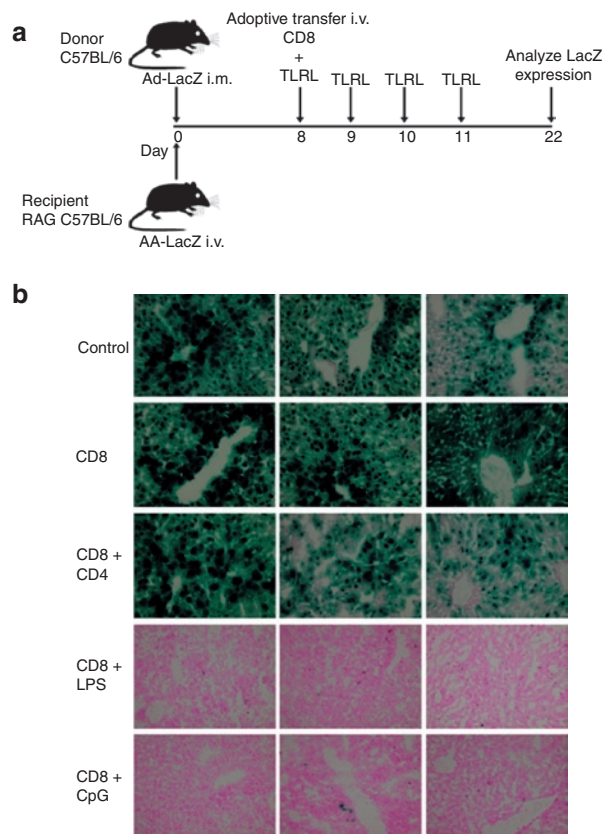 a
Donor
C57BL/6
Ad-LacZ i.m.
Adoptive transfer i.v.
CD8
+
TLRL
TLRL
TLRL
TLRL
Analyze LacZ
expression
Day
0
8
9
10
11
22
Recipient
RAG C57BL/6
AA-LacZ i.v.
b
Control
CD8
CD8 +
CD4
CD8 +
LPS
CD8 +
CpG